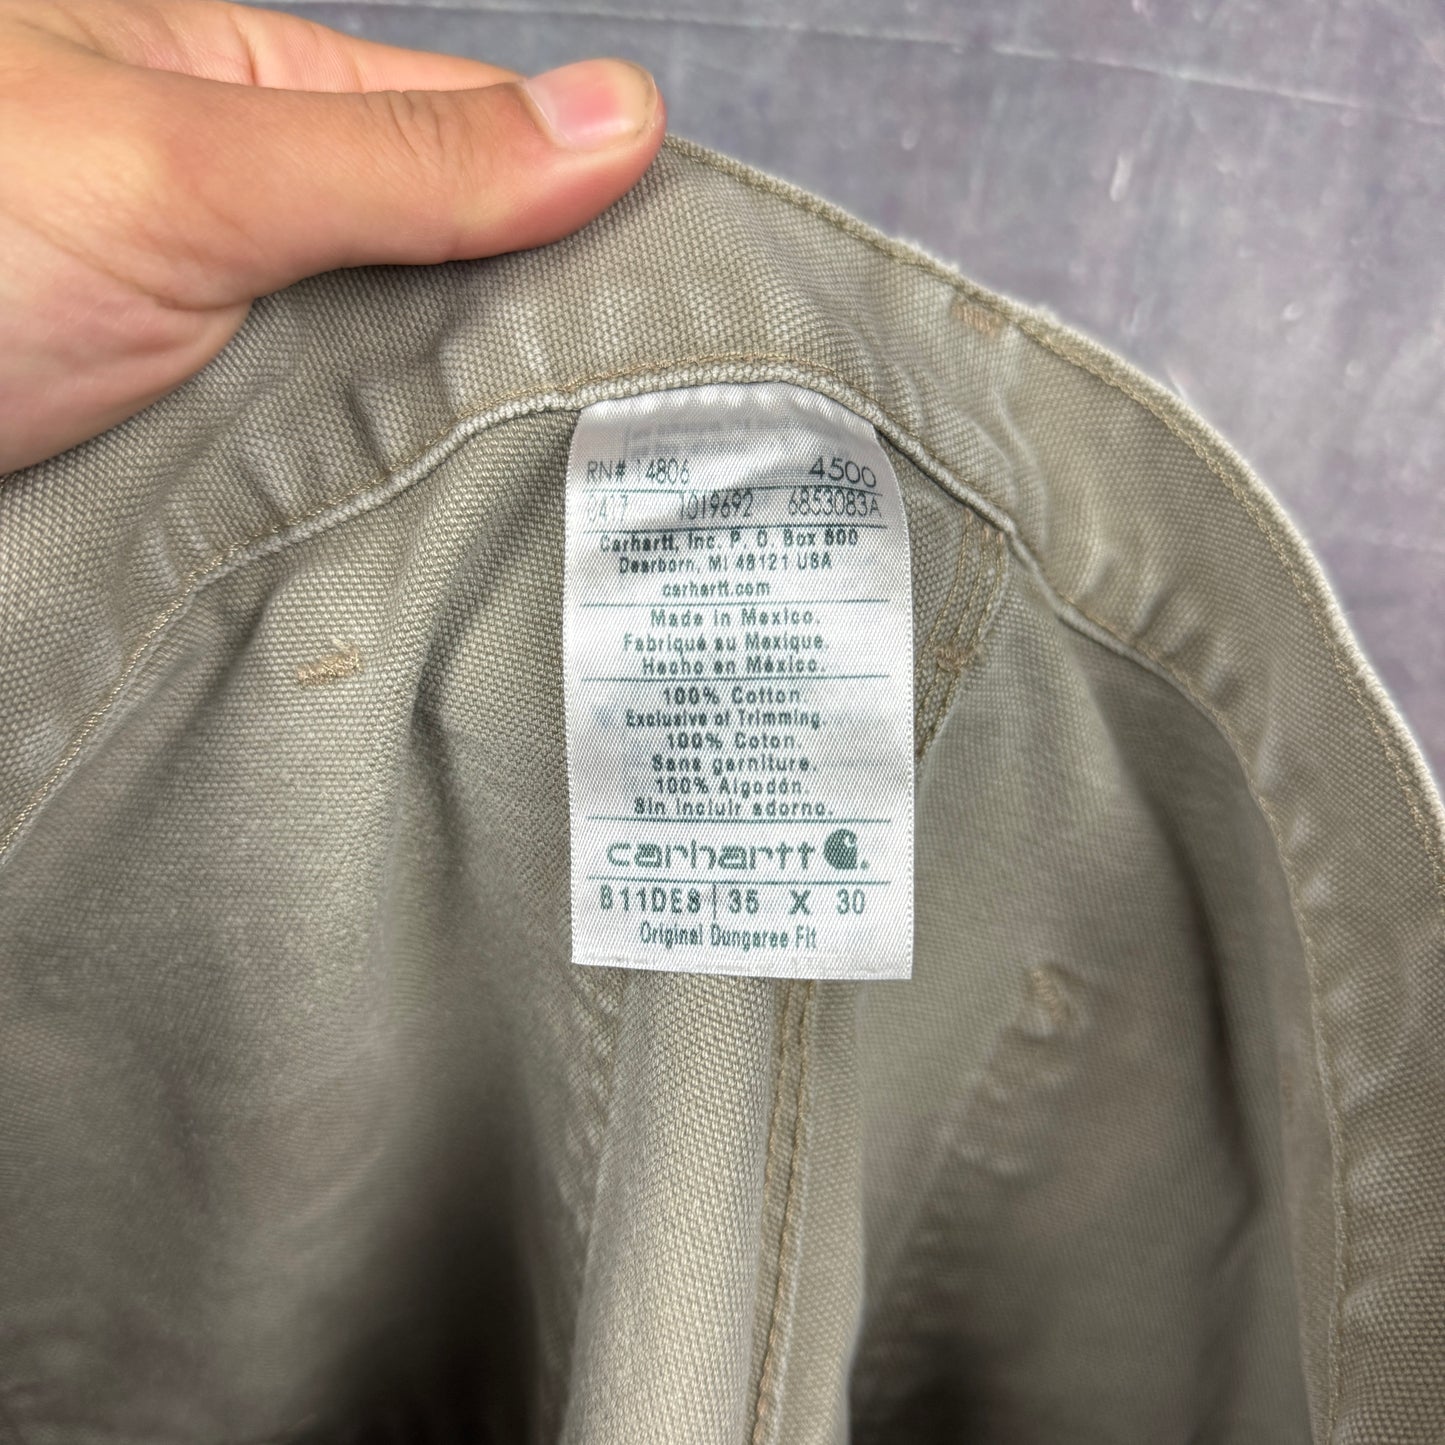 RN# 14806 4500
0417 1019692 6853083A
Carhartt, Inc. P. O. Box 600
Dearborn, MI 48121 USA
carhartt.com
Made in Mexico.
Fabriqué au Mexique.
Hecho en México.
100% Cotton.
Exclusive of Trimming.
100% Coton.
Sans garniture.
100% Algodón.
Sin incluir adorno.
carhartt
B11DES 36 X 30
Original Dungaree Fit